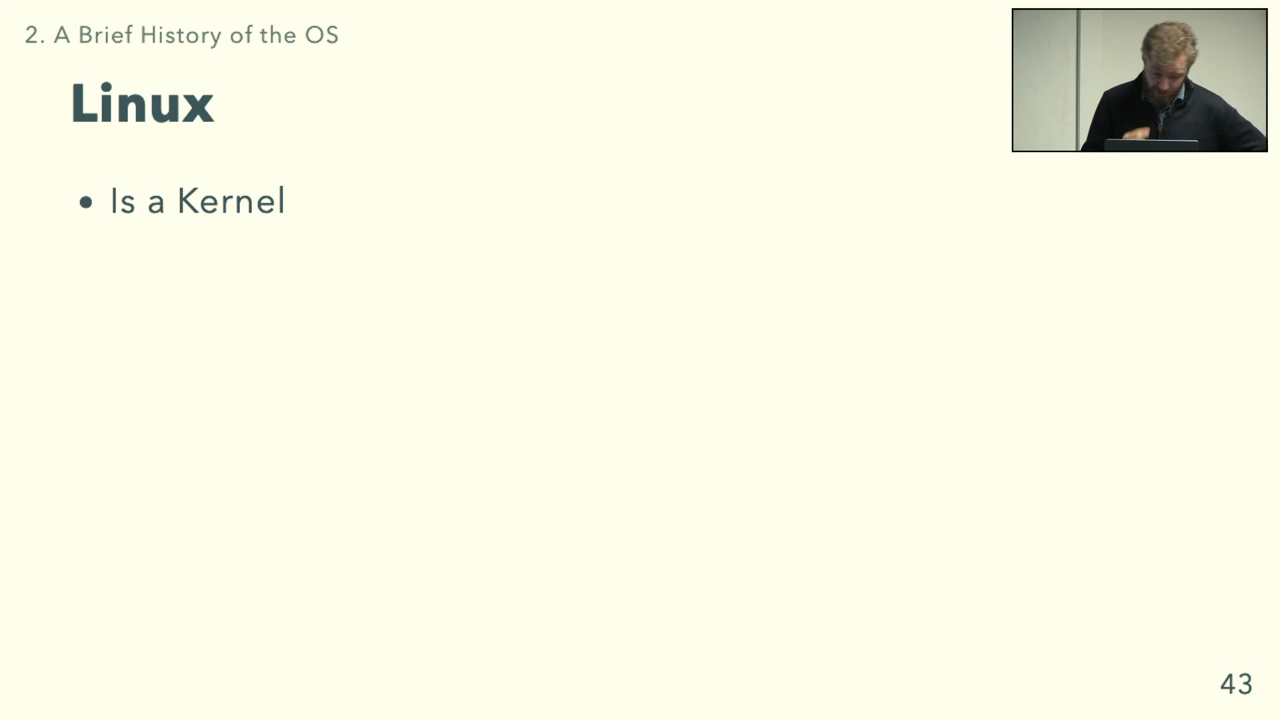 2. A Brief History of the OS
Linux
• Is a Kernel
43